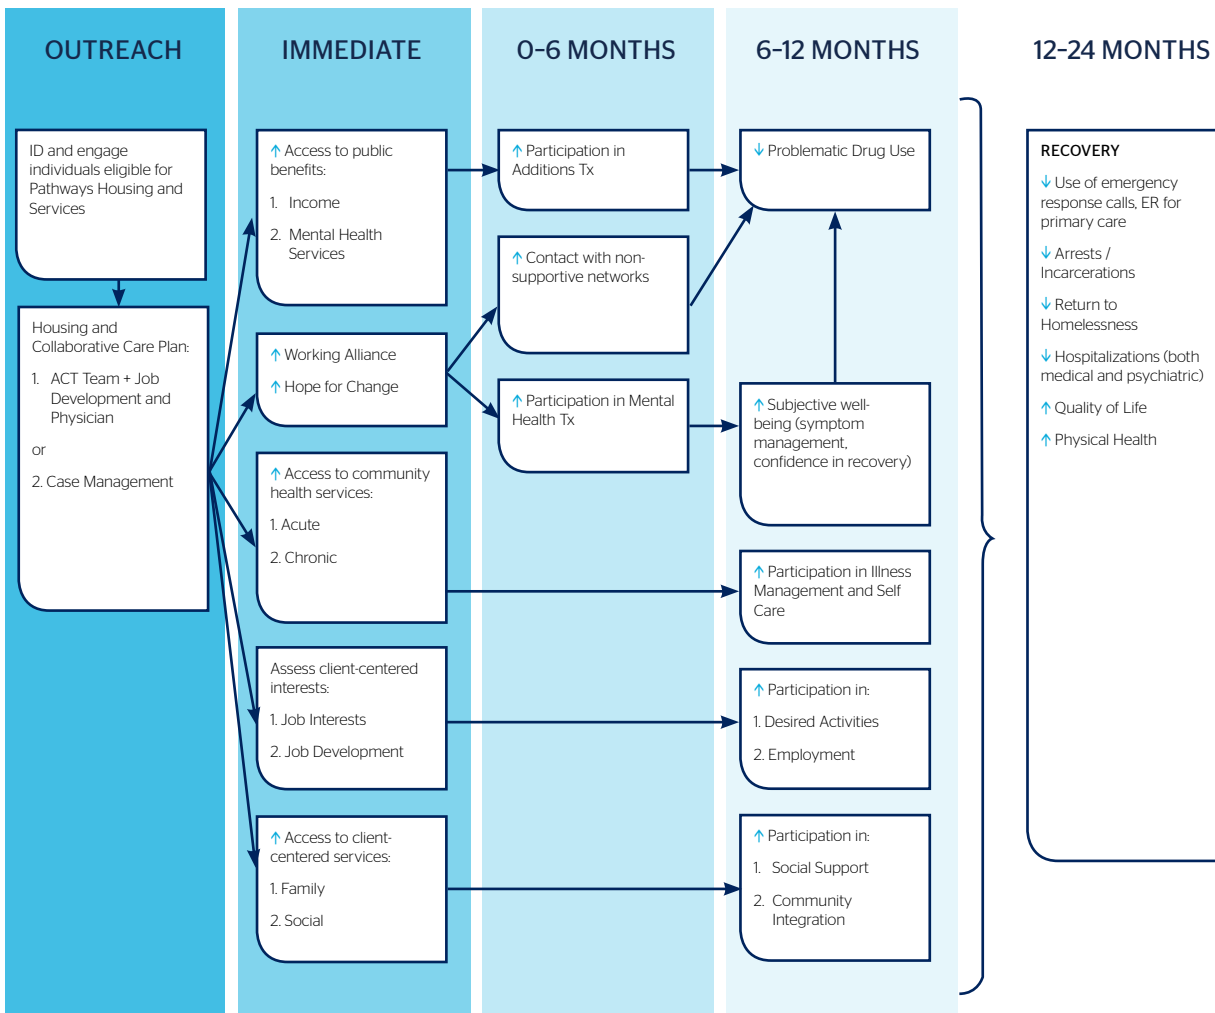 OUTREACH
IMMEDIATE
0–6 MONTHS
6–12 MONTHS
12–24 MONTHS
ID and engage
individuals eligible for
Pathways Housing and
Services
Housing and
Collaborative Care Plan:
1. ACT Team + Job
Development and
Physician
or
2. Case Management
↑ Access to public
benefits:
1. Income
2. Mental Health
Services
↑ Working Alliance
↑ Hope for Change
↑ Access to community
health services:
1. Acute
2. Chronic
Assess client-centered
interests:
1. Job Interests
2. Job Development
↑ Access to client-
centered services:
1. Family
2. Social
↑ Participation in
Additions Tx
↑ Contact with non-
supportive networks
↑ Participation in Mental
Health Tx
↓ Problematic Drug Use
↑ Subjective well-
being (symptom
management,
confidence in recovery)
↑ Participation in Illness
Management and Self
Care
↑ Participation in:
1. Desired Activities
2. Employment
↑ Participation in:
1. Social Support
2. Community
Integration
RECOVERY
↓ Use of emergency
response calls, ER for
primary care
↓ Arrests /
Incarcerations
↓ Return to
Homelessness
↓ Hospitalizations (both
medical and psychiatric)
↑ Quality of Life
↑ Physical Health